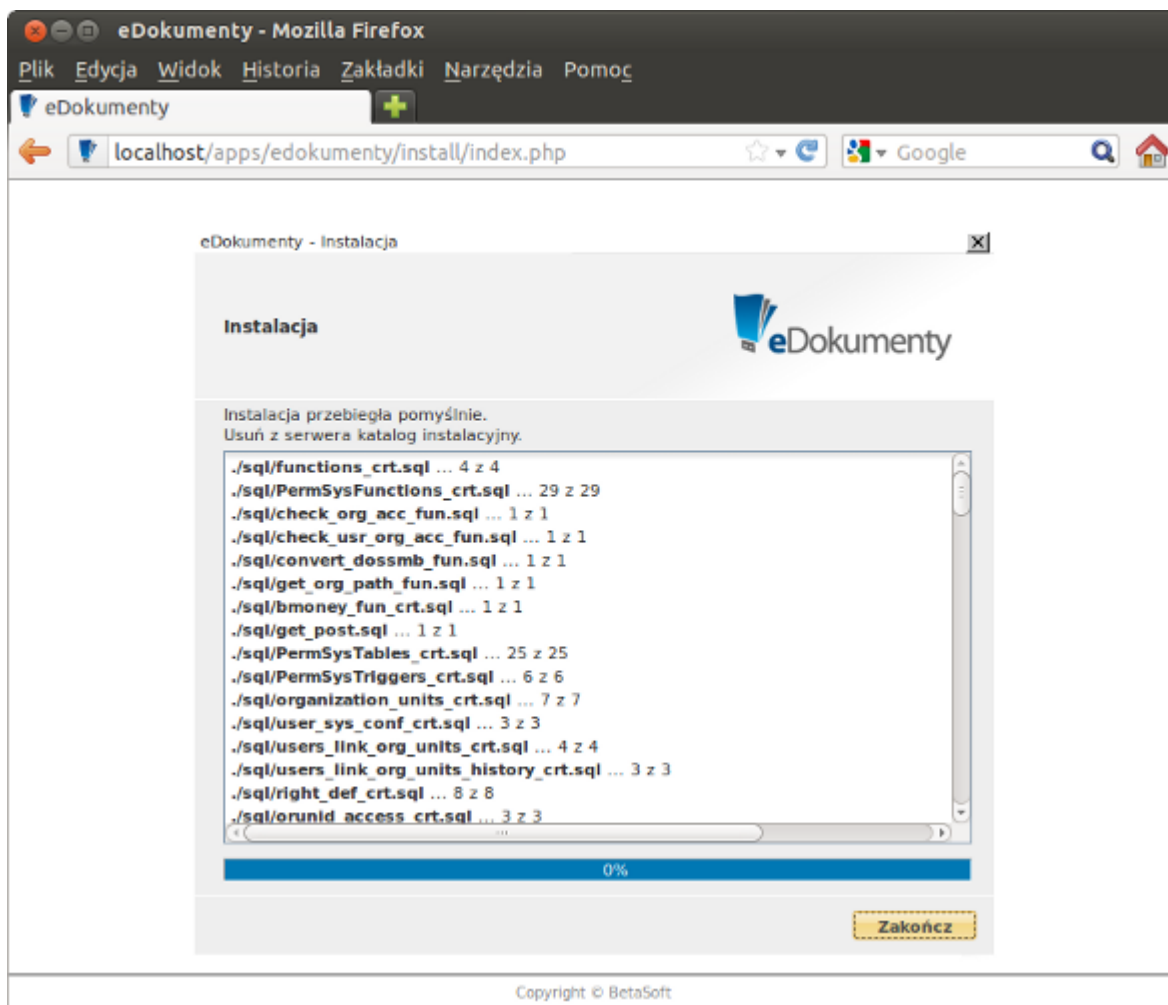 eDokumenty - Mozilla Firefox
Plik Edycja Widok Historia Zakładki Narzędzia Pomoc
eDokumenty
localhost/apps/edokumenty/install/index.php Google
eDokumenty - Instalacja
Instalacja
eDokumenty
Instalacja przebiegła pomyślnie.
Usuń z serwera katalog instalacyjny.
./sql/functions_crt.sql ... 4 z 4
./sql/PermSysFunctions_crt.sql ... 29 z 29
./sql/check_org_acc_fun.sql ... 1 z 1
./sql/check_usr_org_acc_fun.sql ... 1 z 1
./sql/convert_dossmb_fun.sql ... 1 z 1
./sql/get_org_path_fun.sql ... 1 z 1
./sql/bmoney_fun_crt.sql ... 1 z 1
./sql/get_post.sql ... 1 z 1
./sql/PermSysTables_crt.sql ... 25 z 25
./sql/PermSysTriggers_crt.sql ... 6 z 6
./sql/organization_units_crt.sql ... 7 z 7
./sql/user_sys_conf_crt.sql ... 3 z 3
./sql/users_link_org_units_crt.sql ... 4 z 4
./sql/users_link_org_units_history_crt.sql ... 3 z 3
./sql/right_def_crt.sql ... 8 z 8
./sql/orunid_access_crt.sql ... 3 z 3
0%
Zakończ
Copyright © BetaSoft